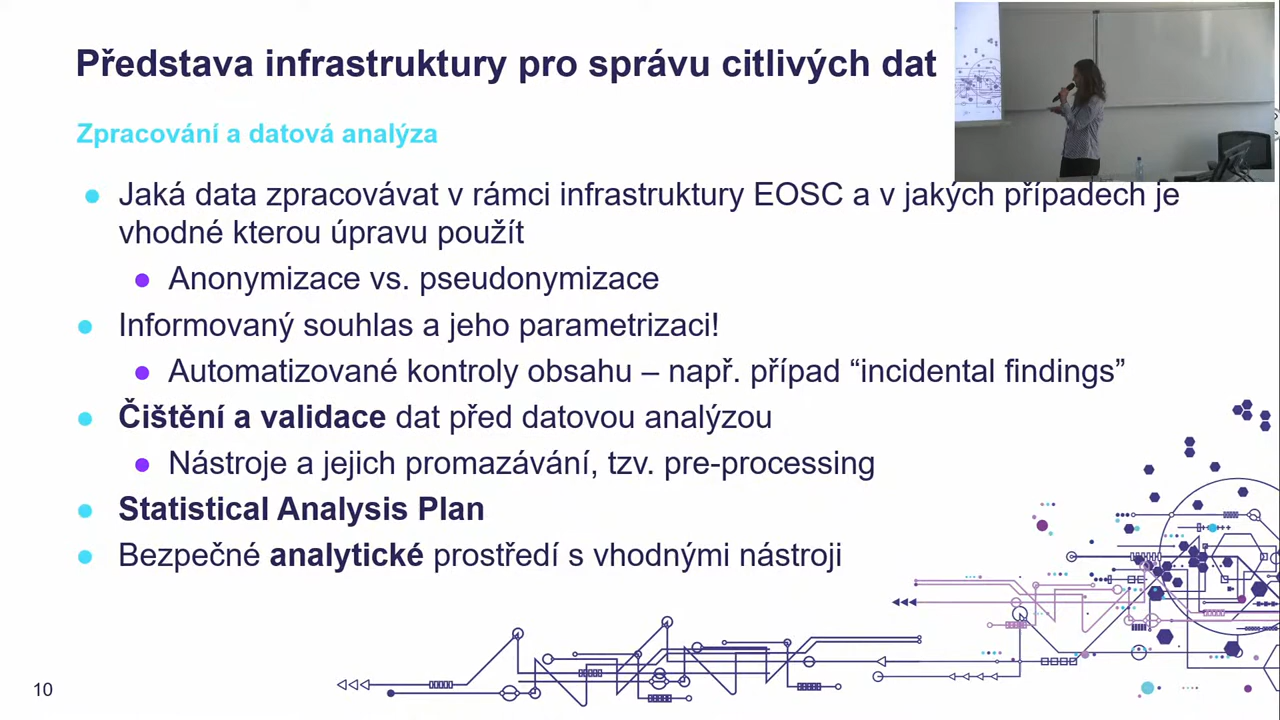 Představa infrastruktury pro správu citlivých dat
Zpracování a datová analýza
Jaká data zpracovávat v rámci infrastruktury EOSC a v jakých případech je
vhodné kterou úpravu použít
Anonymizace vs. pseudonymizace
Informovaný souhlas a jeho parametrizaci!
Automatizované kontroly obsahu – např. případ “incidental findings”
Čištění a validace dat před datovou analýzou
Nástroje a jejich promazávání, tzv. pre-processing
Statistical Analysis Plan
Bezpečné analytické prostředí s vhodnými nástroji
10